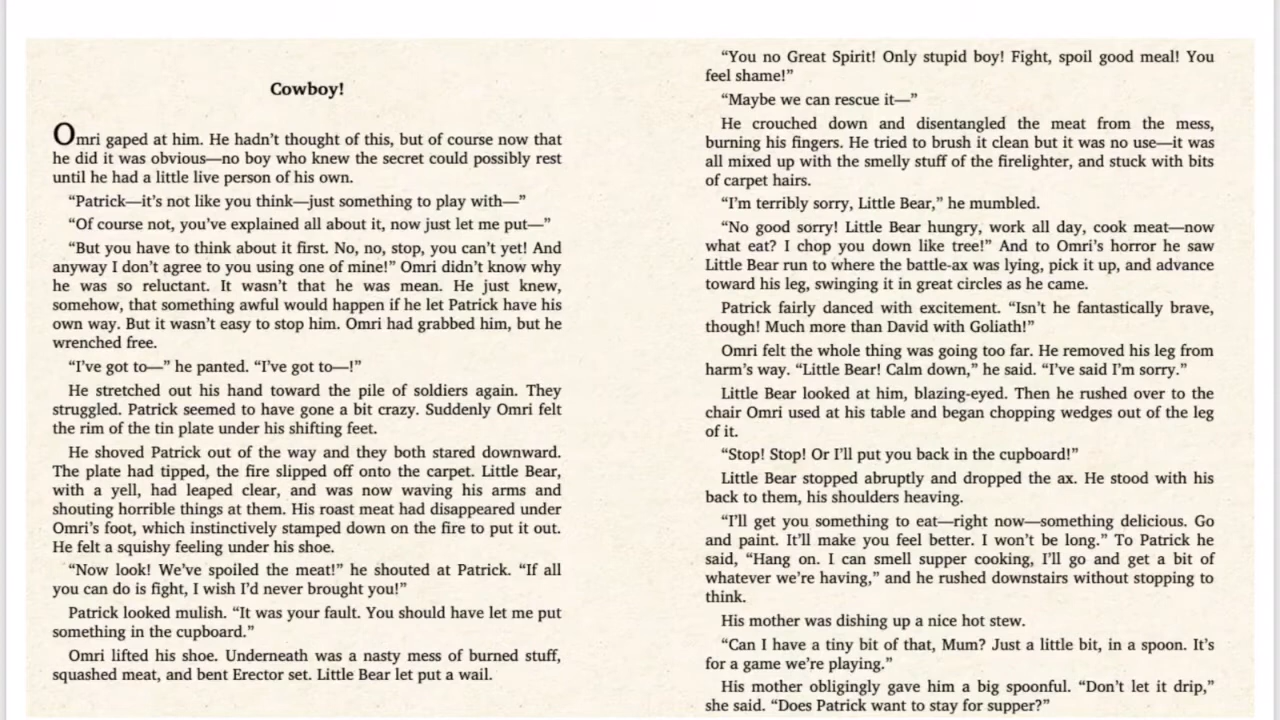 Cowboy!
Omri gaped at him. He hadn't thought of this, but of course now that
he did it was obvious—no boy who knew the secret could possibly rest
until he had a little live person of his own.
“Patrick—it's not like you think—just something to play with—”
“Of course not, you've explained all about it, now just let me put—”
“But you have to think about it first. No, no, stop, you can't yet! And
anyway I don't agree to you using one of mine!” Omri didn't know why
he was so reluctant. It wasn't that he was mean. He just knew,
somehow, that something awful would happen if he let Patrick have his
own way. But it wasn't easy to stop him. Omri had grabbed him, but he
wrenched free.
“I've got to—” he panted. “I've got to—!”
He stretched out his hand toward the pile of soldiers again. They
struggled. Patrick seemed to have gone a bit crazy. Suddenly Omri felt
the rim of the tin plate under his shifting feet.
He shoved Patrick out of the way and they both stared downward.
The plate had tipped, the fire slipped off onto the carpet. Little Bear,
with a yell, had leaped clear, and was now waving his arms and
shouting horrible things at them. His roast meat had disappeared under
Omri's foot, which instinctively stamped down on the fire to put it out.
He felt a squishy feeling under his shoe.
“Now look! We've spoiled the meat!” he shouted at Patrick. “If all
you can do is fight, I wish I'd never brought you!”
Patrick looked mulish. “It was your fault. You should have let me put
something in the cupboard.”
Omri lifted his shoe. Underneath was a nasty mess of burned stuff,
squashed meat, and bent Erector set. Little Bear let put a wail.
“You no Great Spirit! Only stupid boy! Fight, spoil good meal! You
feel shame!”
“Maybe we can rescue it—”
He crouched down and disentangled the meat from the mess,
burning his fingers. He tried to brush it clean but it was no use—it was
all mixed up with the smelly stuff of the firelighter, and stuck with bits
of carpet hairs.
“I'm terribly sorry, Little Bear,” he mumbled.
“No good sorry! Little Bear hungry, work all day, cook meat—now
what eat? I chop you down like tree!” And to Omri's horror he saw
Little Bear run to where the battle-ax was lying, pick it up, and advance
toward his leg, swinging it in great circles as he came.
Patrick fairly danced with excitement. “Isn't he fantastically brave,
though! Much more than David with Goliath!”
Omri felt the whole thing was going too far. He removed his leg from
harm's way. “Little Bear! Calm down,” he said. “I've said I'm sorry.”
Little Bear looked at him, blazing-eyed. Then he rushed over to the
chair Omri used at his table and began chopping wedges out of the leg
of it.
“Stop! Stop! Or I'll put you back in the cupboard!”
Little Bear stopped abruptly and dropped the ax. He stood with his
back to them, his shoulders heaving.
“I'll get you something to eat—right now—something delicious. Go
and paint. It'll make you feel better. I won't be long.” To Patrick he
said, “Hang on. I can smell supper cooking, I'll go and get a bit of
whatever we're having,” and he rushed downstairs without stopping to
think.
His mother was dishing up a nice hot stew.
“Can I have a tiny bit of that, Mum? Just a little bit, in a spoon. It's
for a game we're playing.”
His mother obligingly gave him a big spoonful. “Don't let it drip,”
she said. “Does Patrick want to stay for supper?”